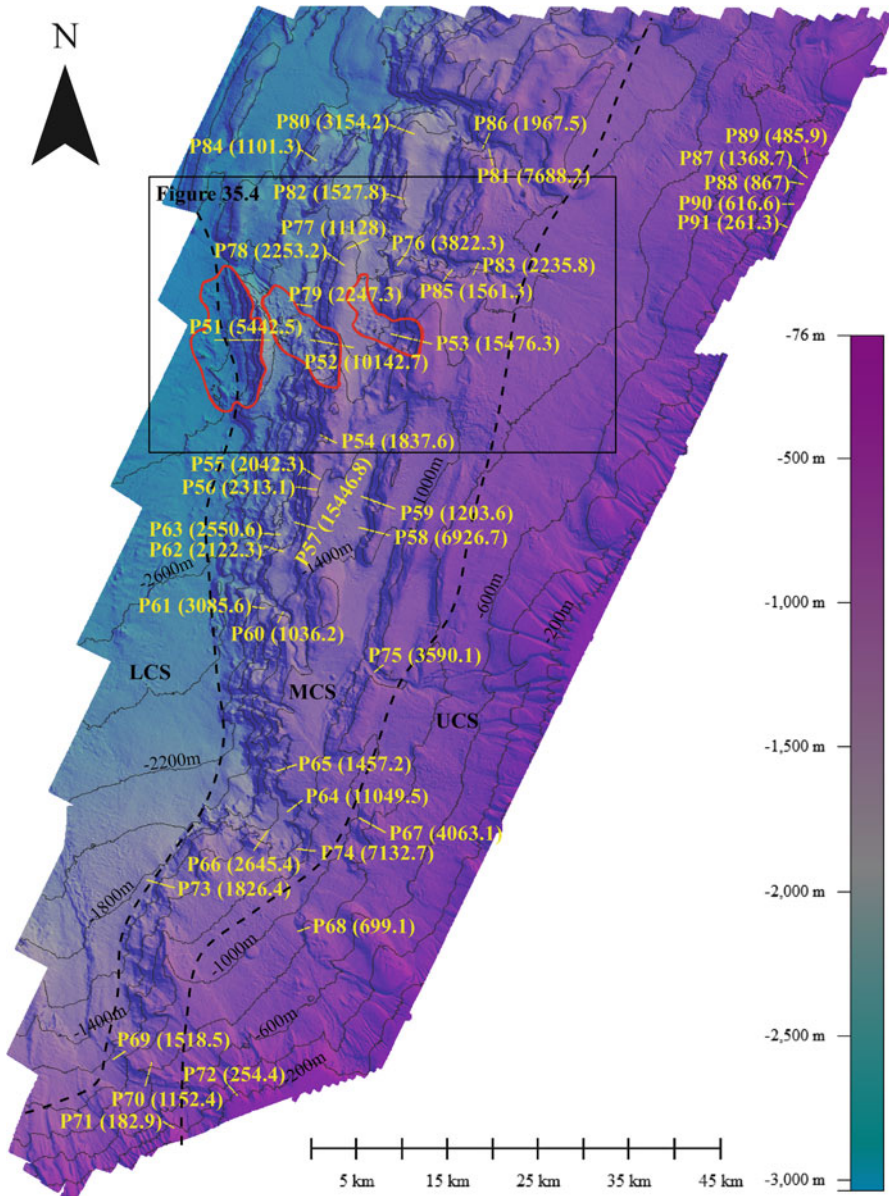 N
P80 (3154.2)
P86 (1967.5)
P89 (485.9)
P84 (1101.3)
P87 (1368.7)
P81 (7688.2)
P88 (867)
Figure 35.4
P82 (1527.8)
P90 (616.6)
P91 (261.3)
P77 (11128)
P78 (2253.2)
P76 (3822.3)
P83 (2235.8)
P79 (2247.3)
P85 (1561.3)
P51 (5442.5)
P53 (15476.3)
-76 m
P52 (10142.7)
P54 (1837.6)
P55 (2042.3)
-500 m
P56 (2313.1)
P57 (15446.8)
-1000m
P59 (1203.6)
P63 (2550.6)
P58 (6926.7)
P62 (2122.3)
-1400m
-2600m
-600m
-1,000 m
P61 (3085.6)
P60 (1036.2)
-200m
P75 (3590.1)
LCS
MCS
UCS
-2200m
-1,500 m
P65 (1457.2)
P64 (11049.5)
P67 (4063.1)
P74 (7132.7)
P66 (2645.4)
P73 (1826.4)
-2,000 m
-1800m
P68 (699.1)
-1000m
-1400m
-600m
-2,500 m
P69 (1518.5)
P72 (254.4)
-200m
P70 (1152.4)
P71 (182.9)
-3,000 m
5 km
15 km
25 km
35 km
45 km